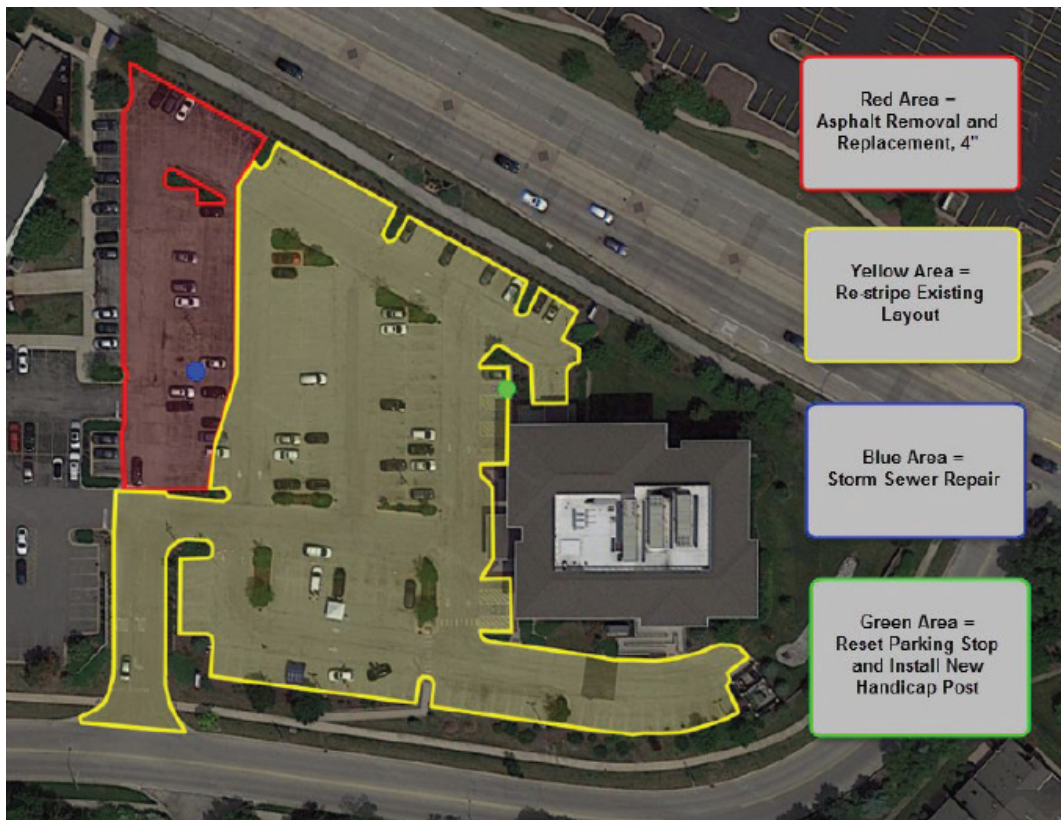 Red Area =
Asphalt Removal and
Replacement, 4"
Yellow Area =
Re-stripe Existing
Layout
Blue Area =
Storm Sewer Repair
Green Area =
Reset Parking Stop
and Install New
Handicap Post